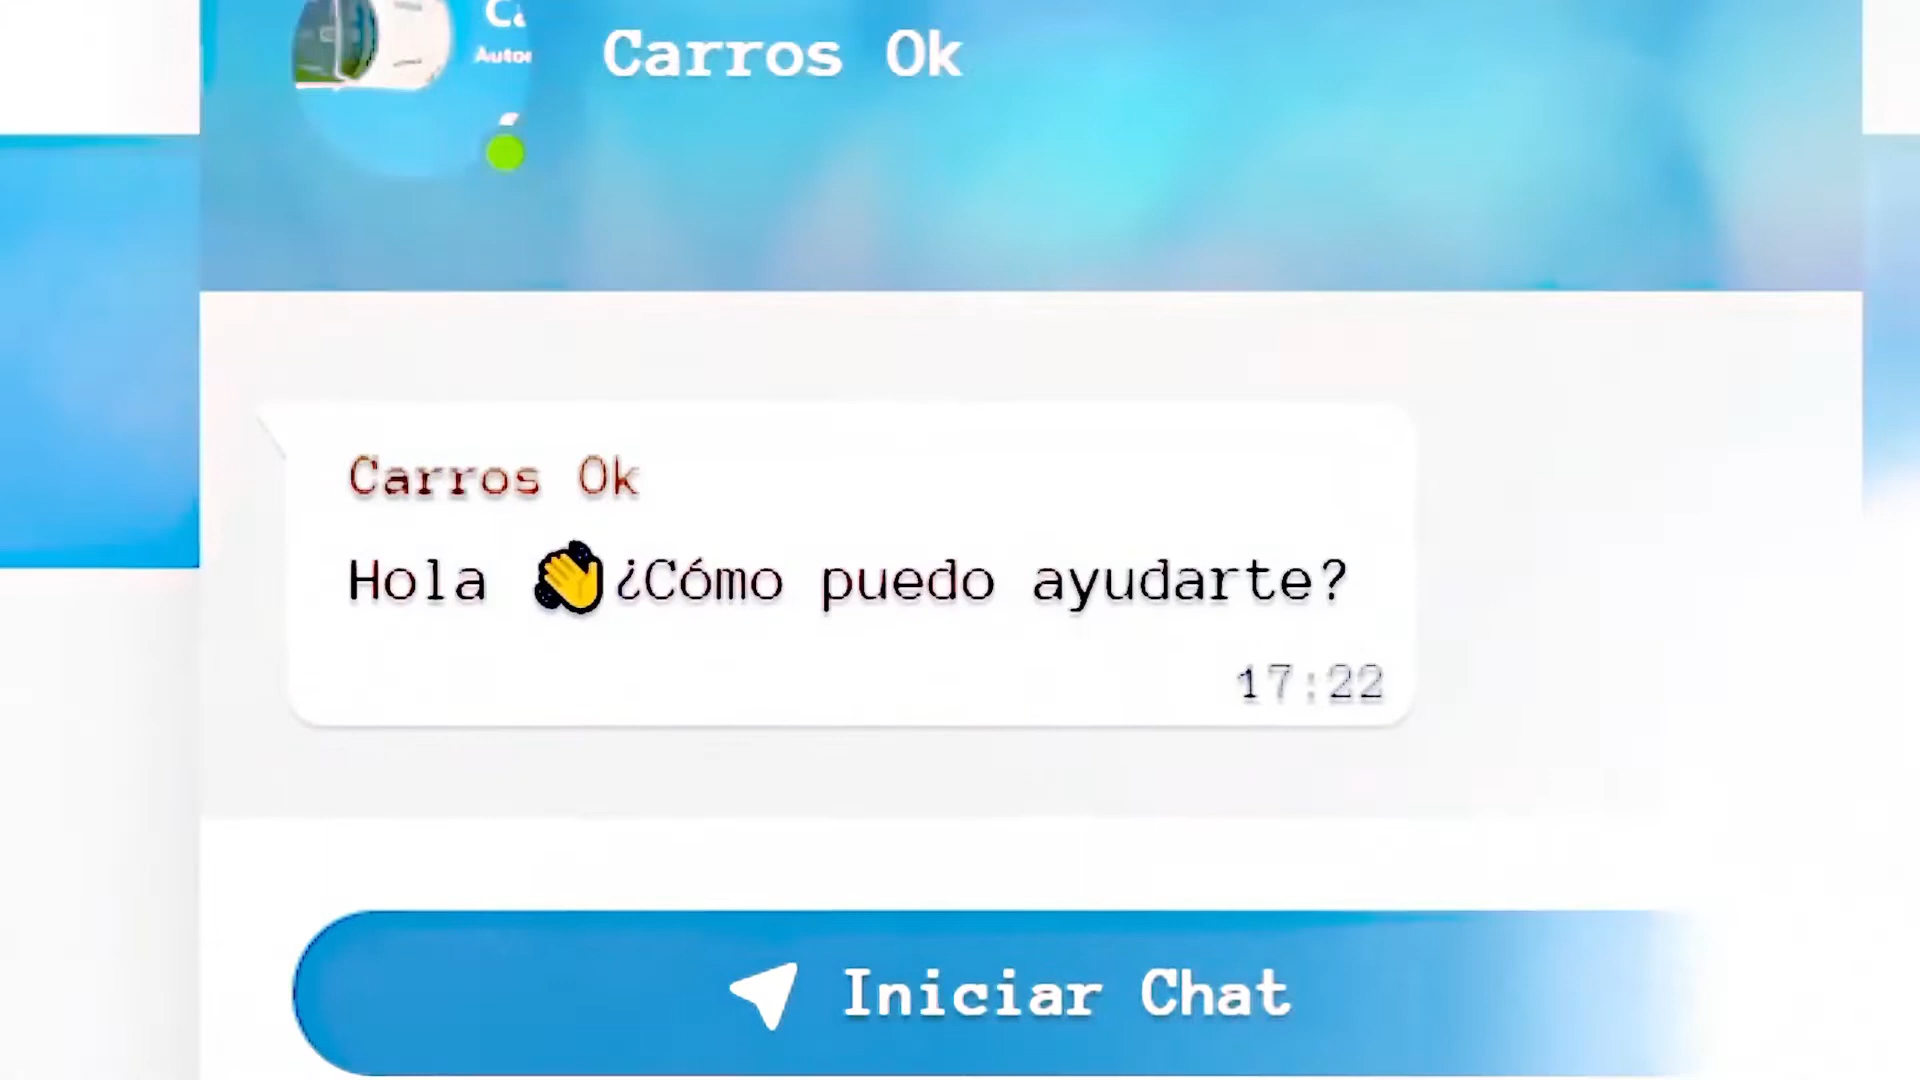 Carros Ok
Carros Ok
Hola 👋¿Cómo puedo ayudarte?
17:22
Iniciar Chat